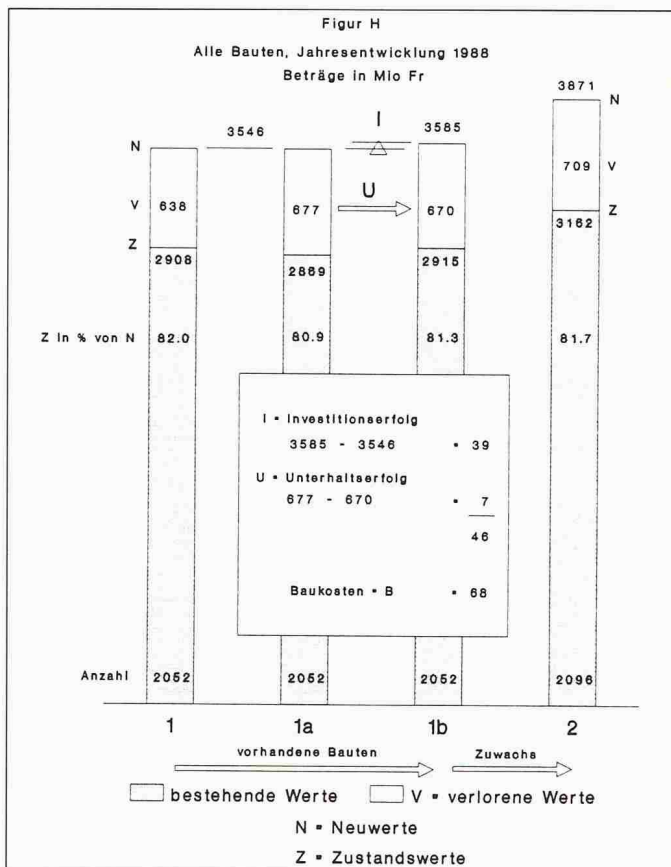 Figur H
Alle Bauten, Jahresentwicklung 1988
Beträge in Mio Fr
3871
N
3546
I
3585
N
V
638
677
U
670
709
V
Z
2908
2869
2915
3162
Z
Z in % von N
82.0
80.9
81.3
81.7
I = Investitionserfolg
3585 - 3546 = 39
U = Unterhaltserfolg
677 - 670 = 7
46
Baukosten = B = 68
Anzahl
2052
2052
2052
2096
1
1a
1b
2
vorhandene Bauten
Zuwachs
bestehende Werte
V = verlorene Werte
N = Neuwerte
Z = Zustandswerte